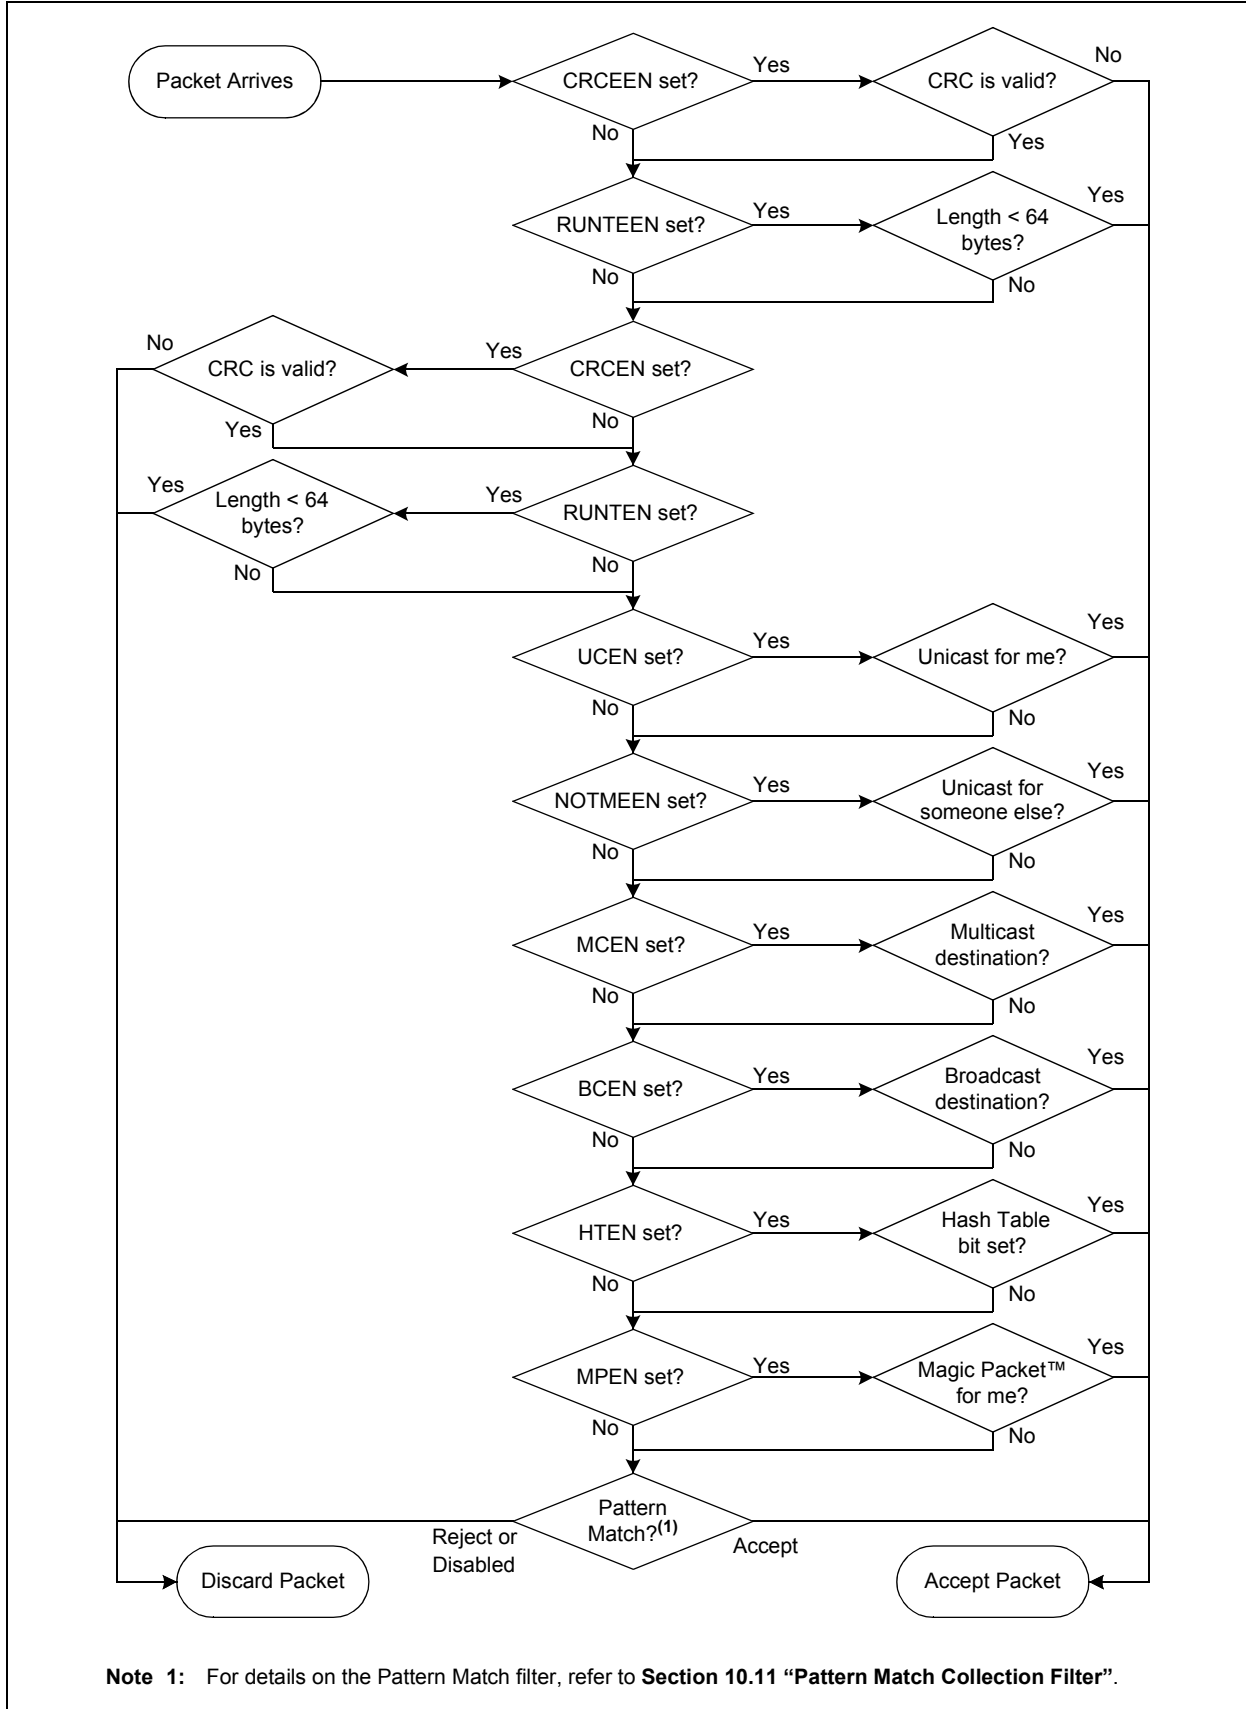 Packet Arrives
CRCEEN set?
Yes
CRC is valid?
No
No
Yes
RUNTEEN set?
Yes
Length < 64
bytes?
Yes
No
No
No
CRC is valid?
Yes
CRCEN set?
Yes
No
Yes
Length < 64
bytes?
Yes
RUNTEN set?
No
No
UCEN set?
Yes
Unicast for me?
Yes
No
No
NOTMEEN set?
Yes
Unicast for
someone else?
Yes
No
No
MCEN set?
Yes
Multicast
destination?
Yes
No
No
BCEN set?
Yes
Broadcast
destination?
Yes
No
No
HTEN set?
Yes
Hash Table
bit set?
Yes
No
No
MPEN set?
Yes
Magic Packet™
for me?
Yes
No
No
Pattern
Match?(1)
Reject or
Disabled
Accept
Discard Packet
Accept Packet
Note 1: For details on the Pattern Match filter, refer to Section 10.11 “Pattern Match Collection Filter”.